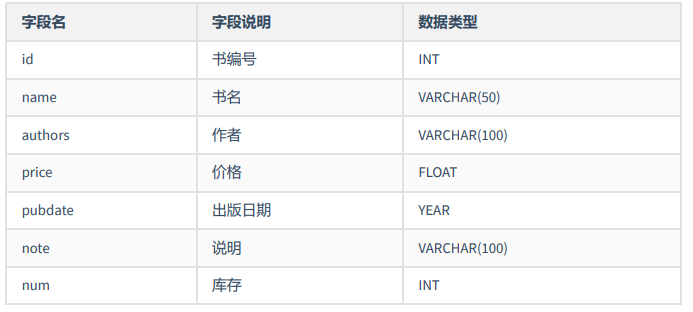 字段名 字段说明 数据类型
id 书编号 INT
name 书名 VARCHAR(50)
authors 作者 VARCHAR(100)
price 价格 FLOAT
pubdate 出版日期 YEAR
note 说明 VARCHAR(100)
num 库存 INT